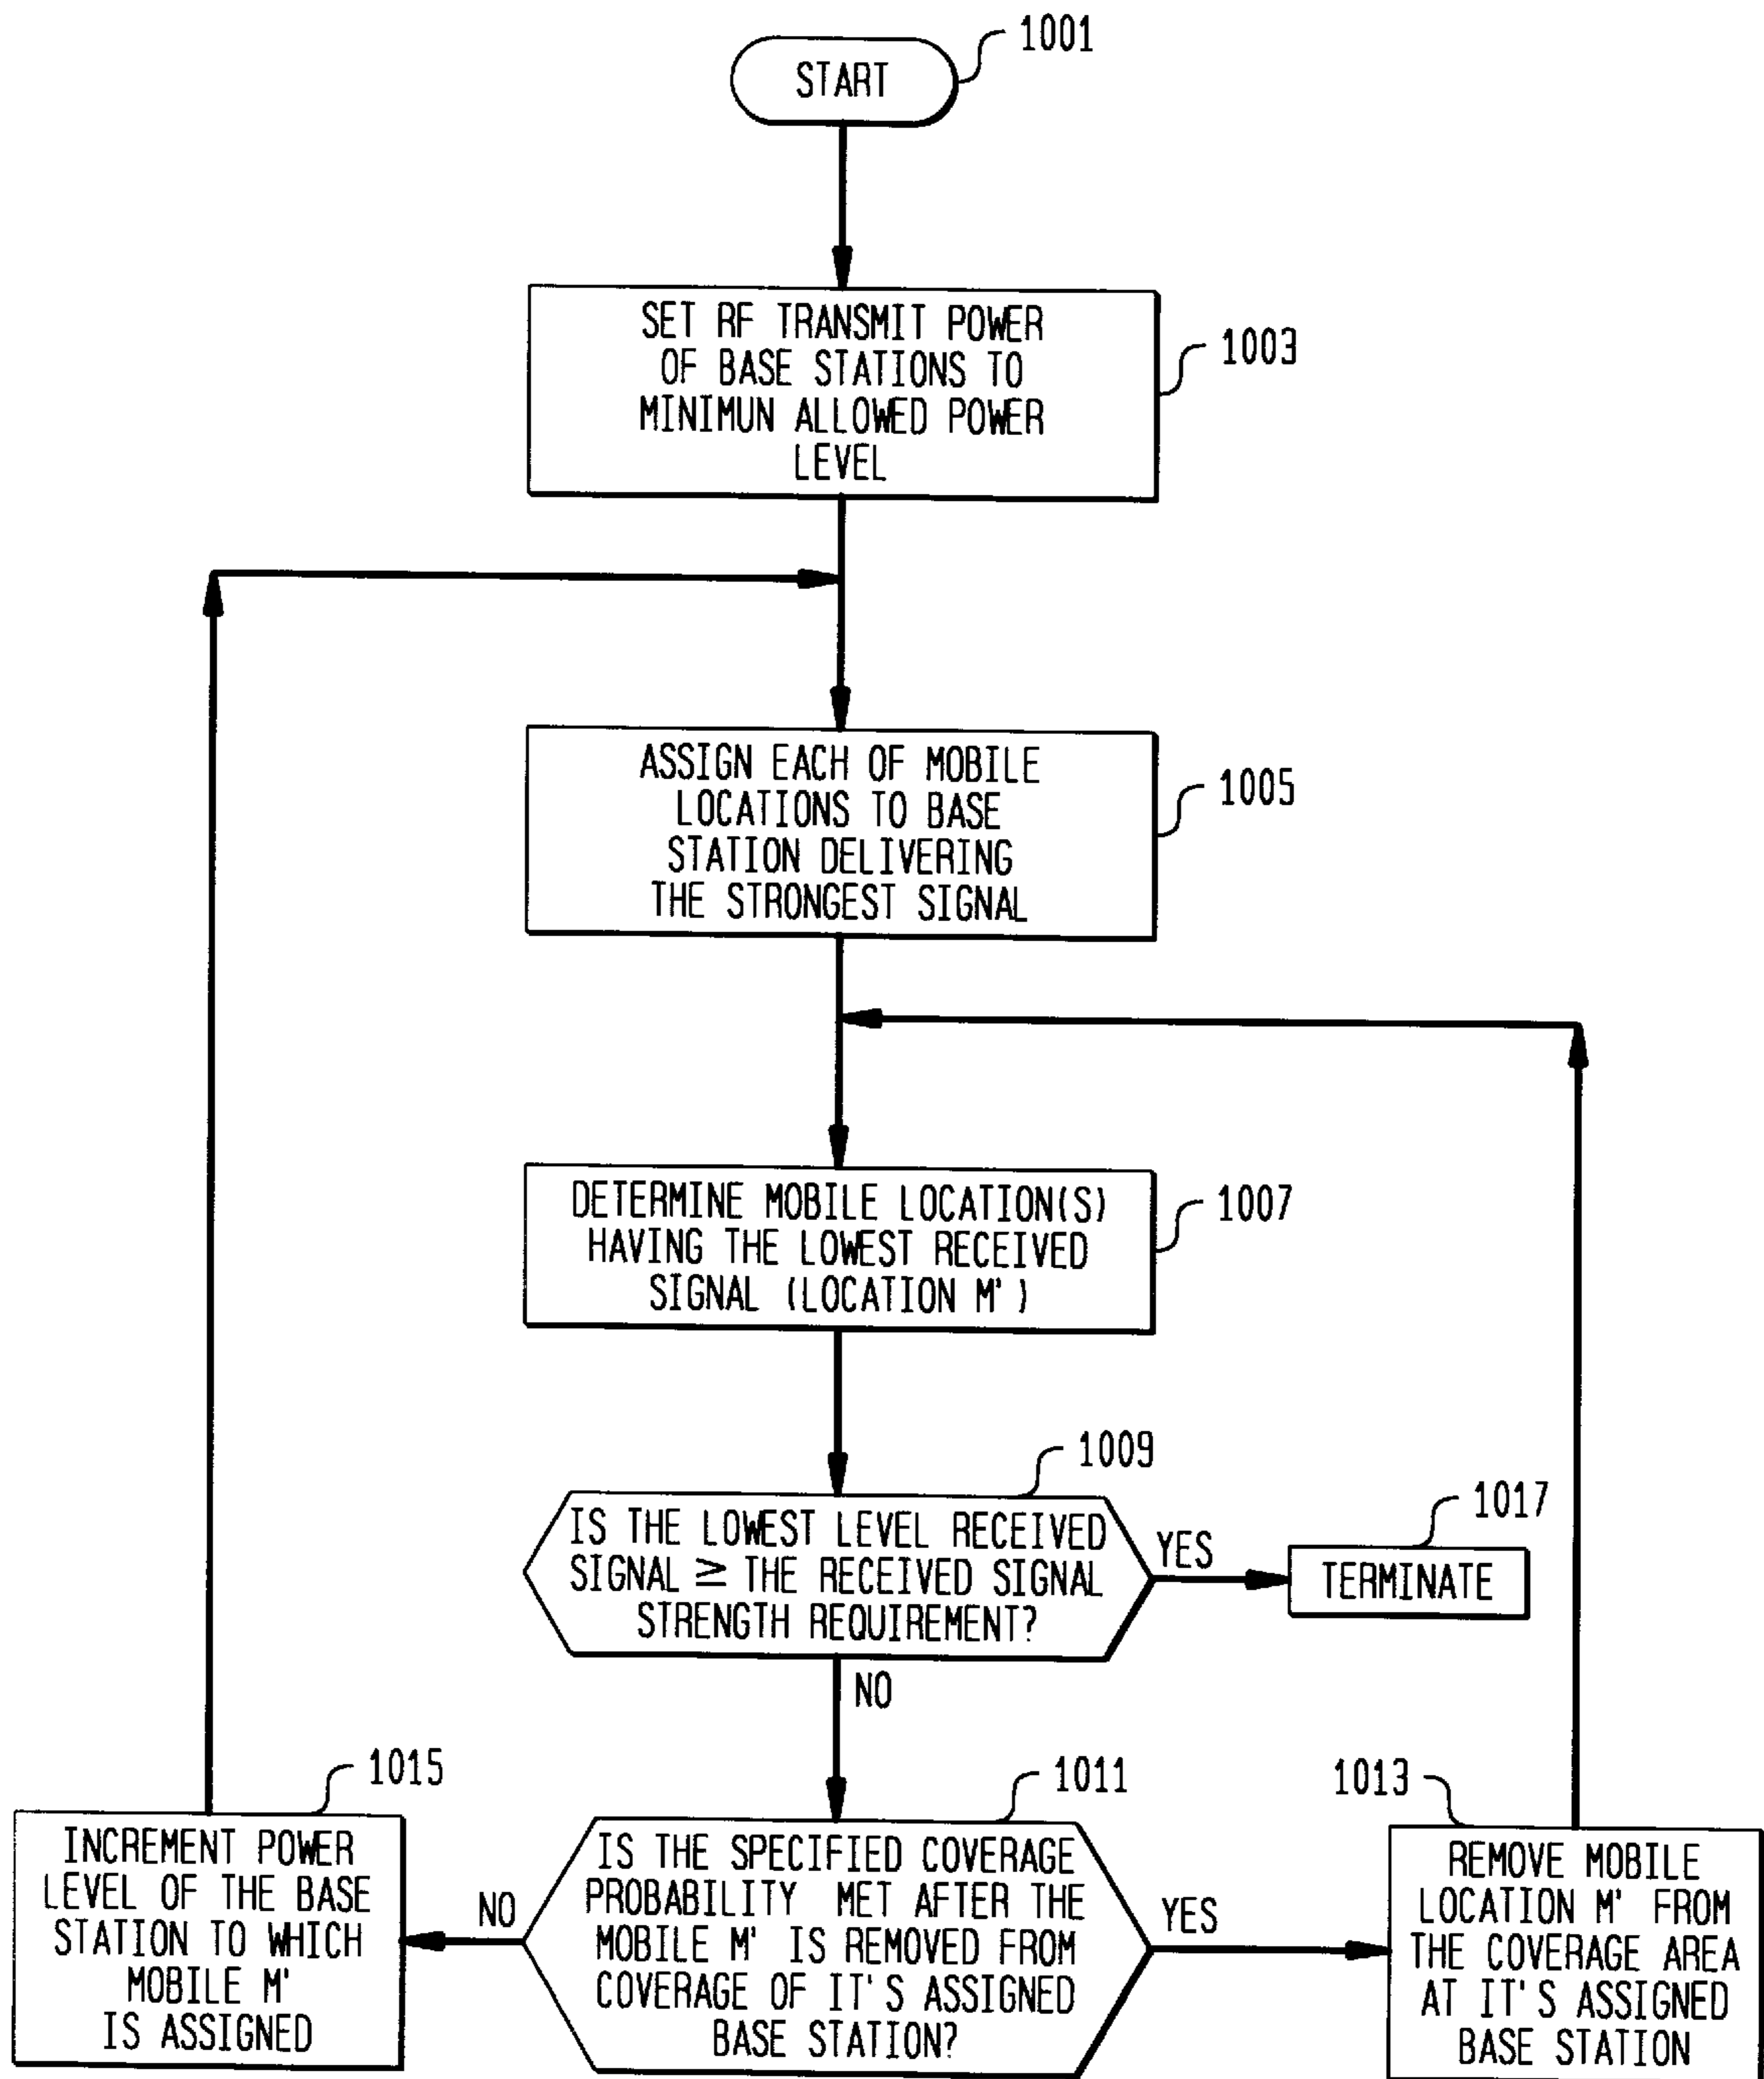 START
1001
SET RF TRANSMIT POWER
OF BASE STATIONS TO
MINIMUN ALLOWED POWER
LEVEL
1003
ASSIGN EACH OF MOBILE
LOCATIONS TO BASE
STATION DELIVERING
THE STRONGEST SIGNAL
1005
DETERMINE MOBILE LOCATION(S)
HAVING THE LOWEST RECEIVED
SIGNAL (LOCATION M')
1007
1009
IS THE LOWEST LEVEL RECEIVED
SIGNAL ≥ THE RECEIVED SIGNAL
STRENGTH REQUIREMENT?
YES
1017
TERMINATE
NO
1015
INCREMENT POWER
LEVEL OF THE BASE
STATION TO WHICH
MOBILE M'
IS ASSIGNED
NO
1011
IS THE SPECIFIED COVERAGE
PROBABILITY MET AFTER THE
MOBILE M' IS REMOVED FROM
COVERAGE OF IT'S ASSIGNED
BASE STATION?
YES
1013
REMOVE MOBILE
LOCATION M' FROM
THE COVERAGE AREA
AT IT'S ASSIGNED
BASE STATION